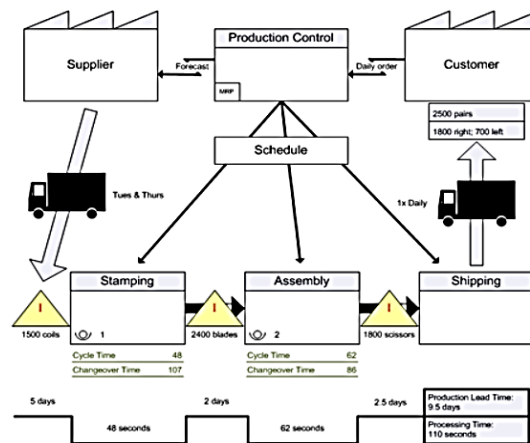 Production Control
Supplier
Forecast
Daily order
Customer
MRP
2500 pairs
1800 right; 700 left
Schedule
Tues & Thurs
1x Daily
Stamping
Assembly
Shipping
I
I
I
1500 coils
1
2400 blades
2
1800 scissors
Cycle Time 48
Changeover Time 107
Cycle Time 62
Changeover Time 86
5 days
2 days
2.5 days
Production Lead Time:
9.5 days
48 seconds
62 seconds
Processing Time:
110 seconds